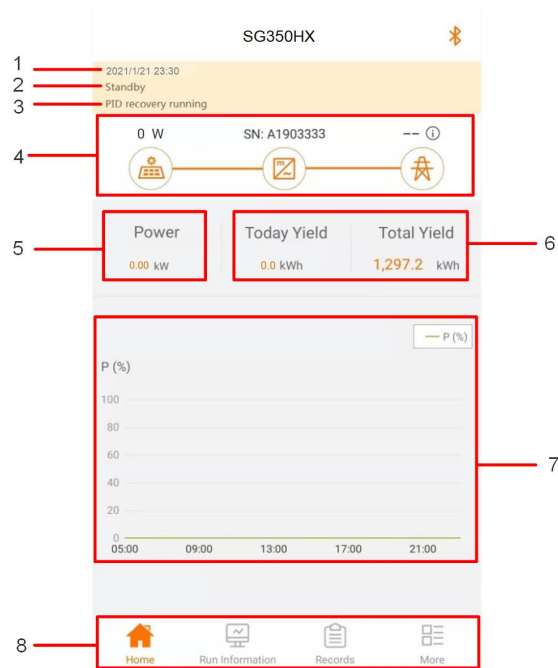 SG350HX
1
2021/1/21 23:30
2
Standby
3
PID recovery running
4
0 W SN: A1903333 --
5
Power Today Yield Total Yield
6
0.00 kW 0.0 kWh 1,297.2 kWh
P (%)
P (%)
100
80
60
7
40
20
0
05:00 09:00 13:00 17:00 21:00
8
Home Run Information Records More